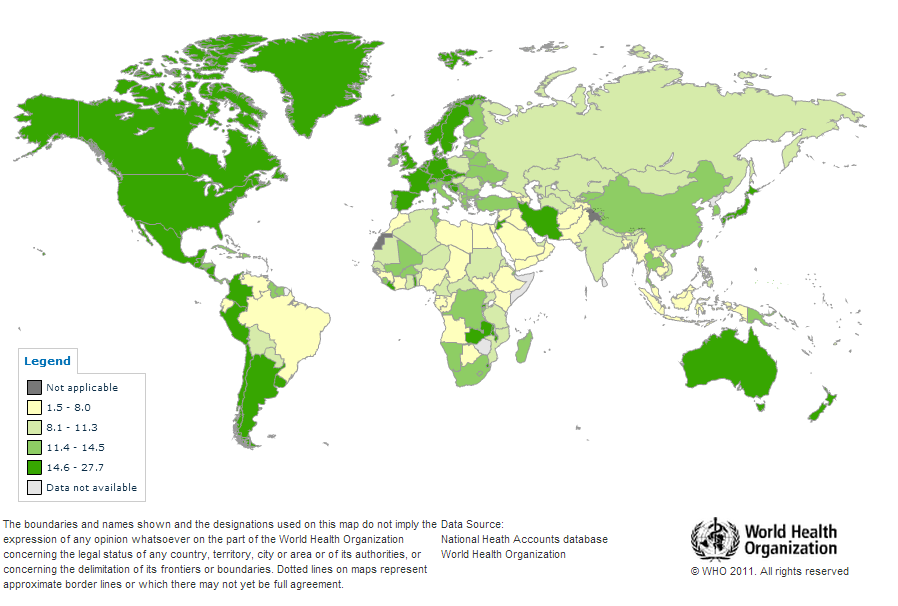 Legend
Not applicable
1.5 - 8.0
8.1 - 11.3
11.4 - 14.5
14.6 - 27.7
Data not available
The boundaries and names shown and the designations used on this map do not imply the
expression of any opinion whatsoever on the part of the World Health Organization
concerning the legal status of any country, territory, city or area or of its authorities, or
concerning the delimitation of its frontiers or boundaries. Dotted lines on maps represent
approximate border lines or which there may not yet be full agreement.
Data Source:
National Heath Accounts database
World Health Organization
World Health
Organization
© WHO 2011. All rights reserved